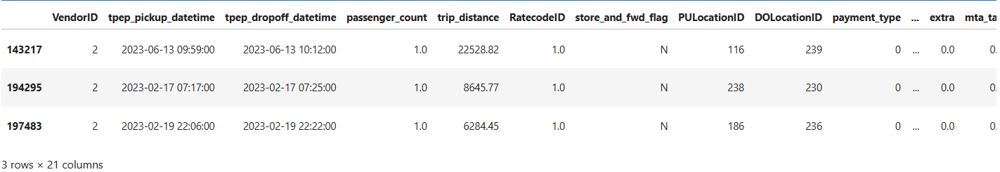 VendorID tpep_pickup_datetime tpep_dropoff_datetime passenger_count trip_distance RatecodeID store_and_fwd_flag PULocationID DOLocationID payment_type ... extra mta_ta
143217 2 2023-06-13 09:59:00 2023-06-13 10:12:00 1.0 22528.82 1.0 N 116 239 0 ... 0.0 0.
194295 2 2023-02-17 07:17:00 2023-02-17 07:25:00 1.0 8645.77 1.0 N 238 230 0 ... 0.0 0.
197483 2 2023-02-19 22:06:00 2023-02-19 22:22:00 1.0 6284.45 1.0 N 186 236 0 ... 0.0 0.
3 rows × 21 columns